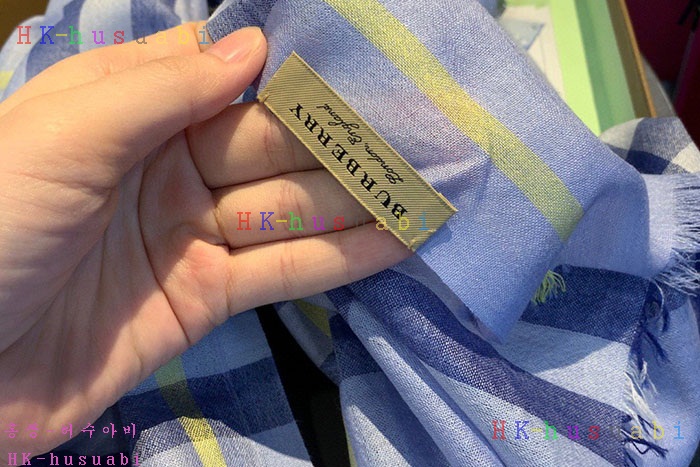 HK-husuabi
BURBERRY
London England
HK-husuabi
HK-husuabi
홍콩-허수아비
HK-husuabi